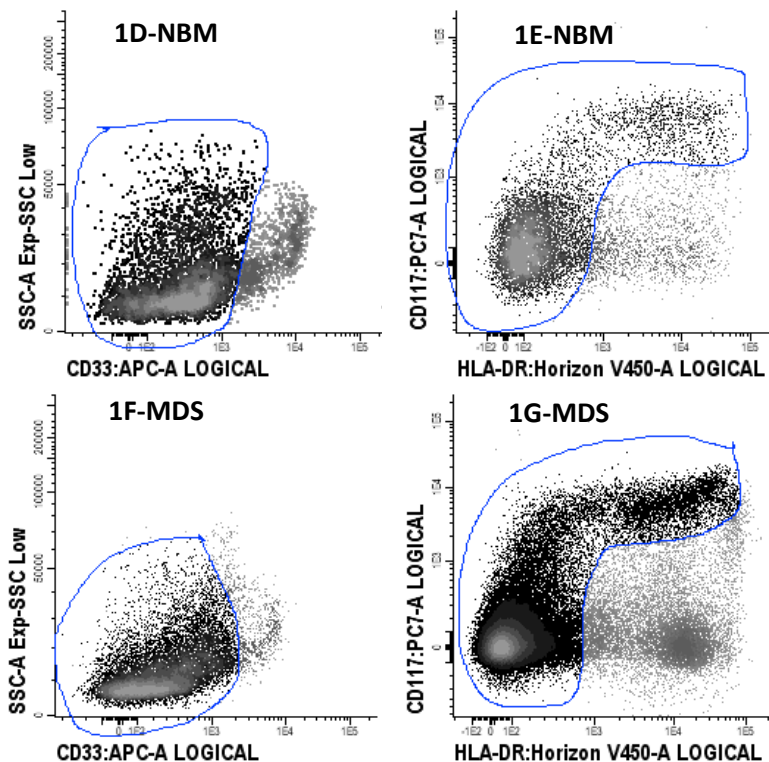 1D-NBM
1E-NBM
SSC-A Exp-SSC Low
200000
100000
50000
0
0 1E2 1E3 1E4 1E5
CD33:APC-A LOGICAL
CD117:PC7-A LOGICAL
1E5
1E4
1E3
0
-1E2 0 1E2 1E3 1E4 1E5
HLA-DR:Horizon V450-A LOGICAL
1F-MDS
1G-MDS
SSC-A Exp-SSC Low
200000
100000
50000
0
0 1E2 1E3 1E4 1E5
CD33:APC-A LOGICAL
CD117:PC7-A LOGICAL
1E5
1E4
1E3
0
-1E2 0 1E2 1E3 1E4 1E5
HLA-DR:Horizon V450-A LOGICAL